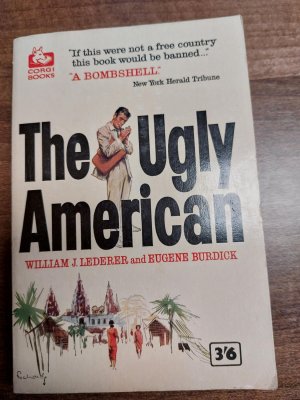 CORGI
BOOKS
"If this were not a free country
this book would be banned..."
"A BOMBSHELL"
New York Herald Tribune
The Ugly
American
WILLIAM J. LEDERER and EUGENE BURDICK
3'6